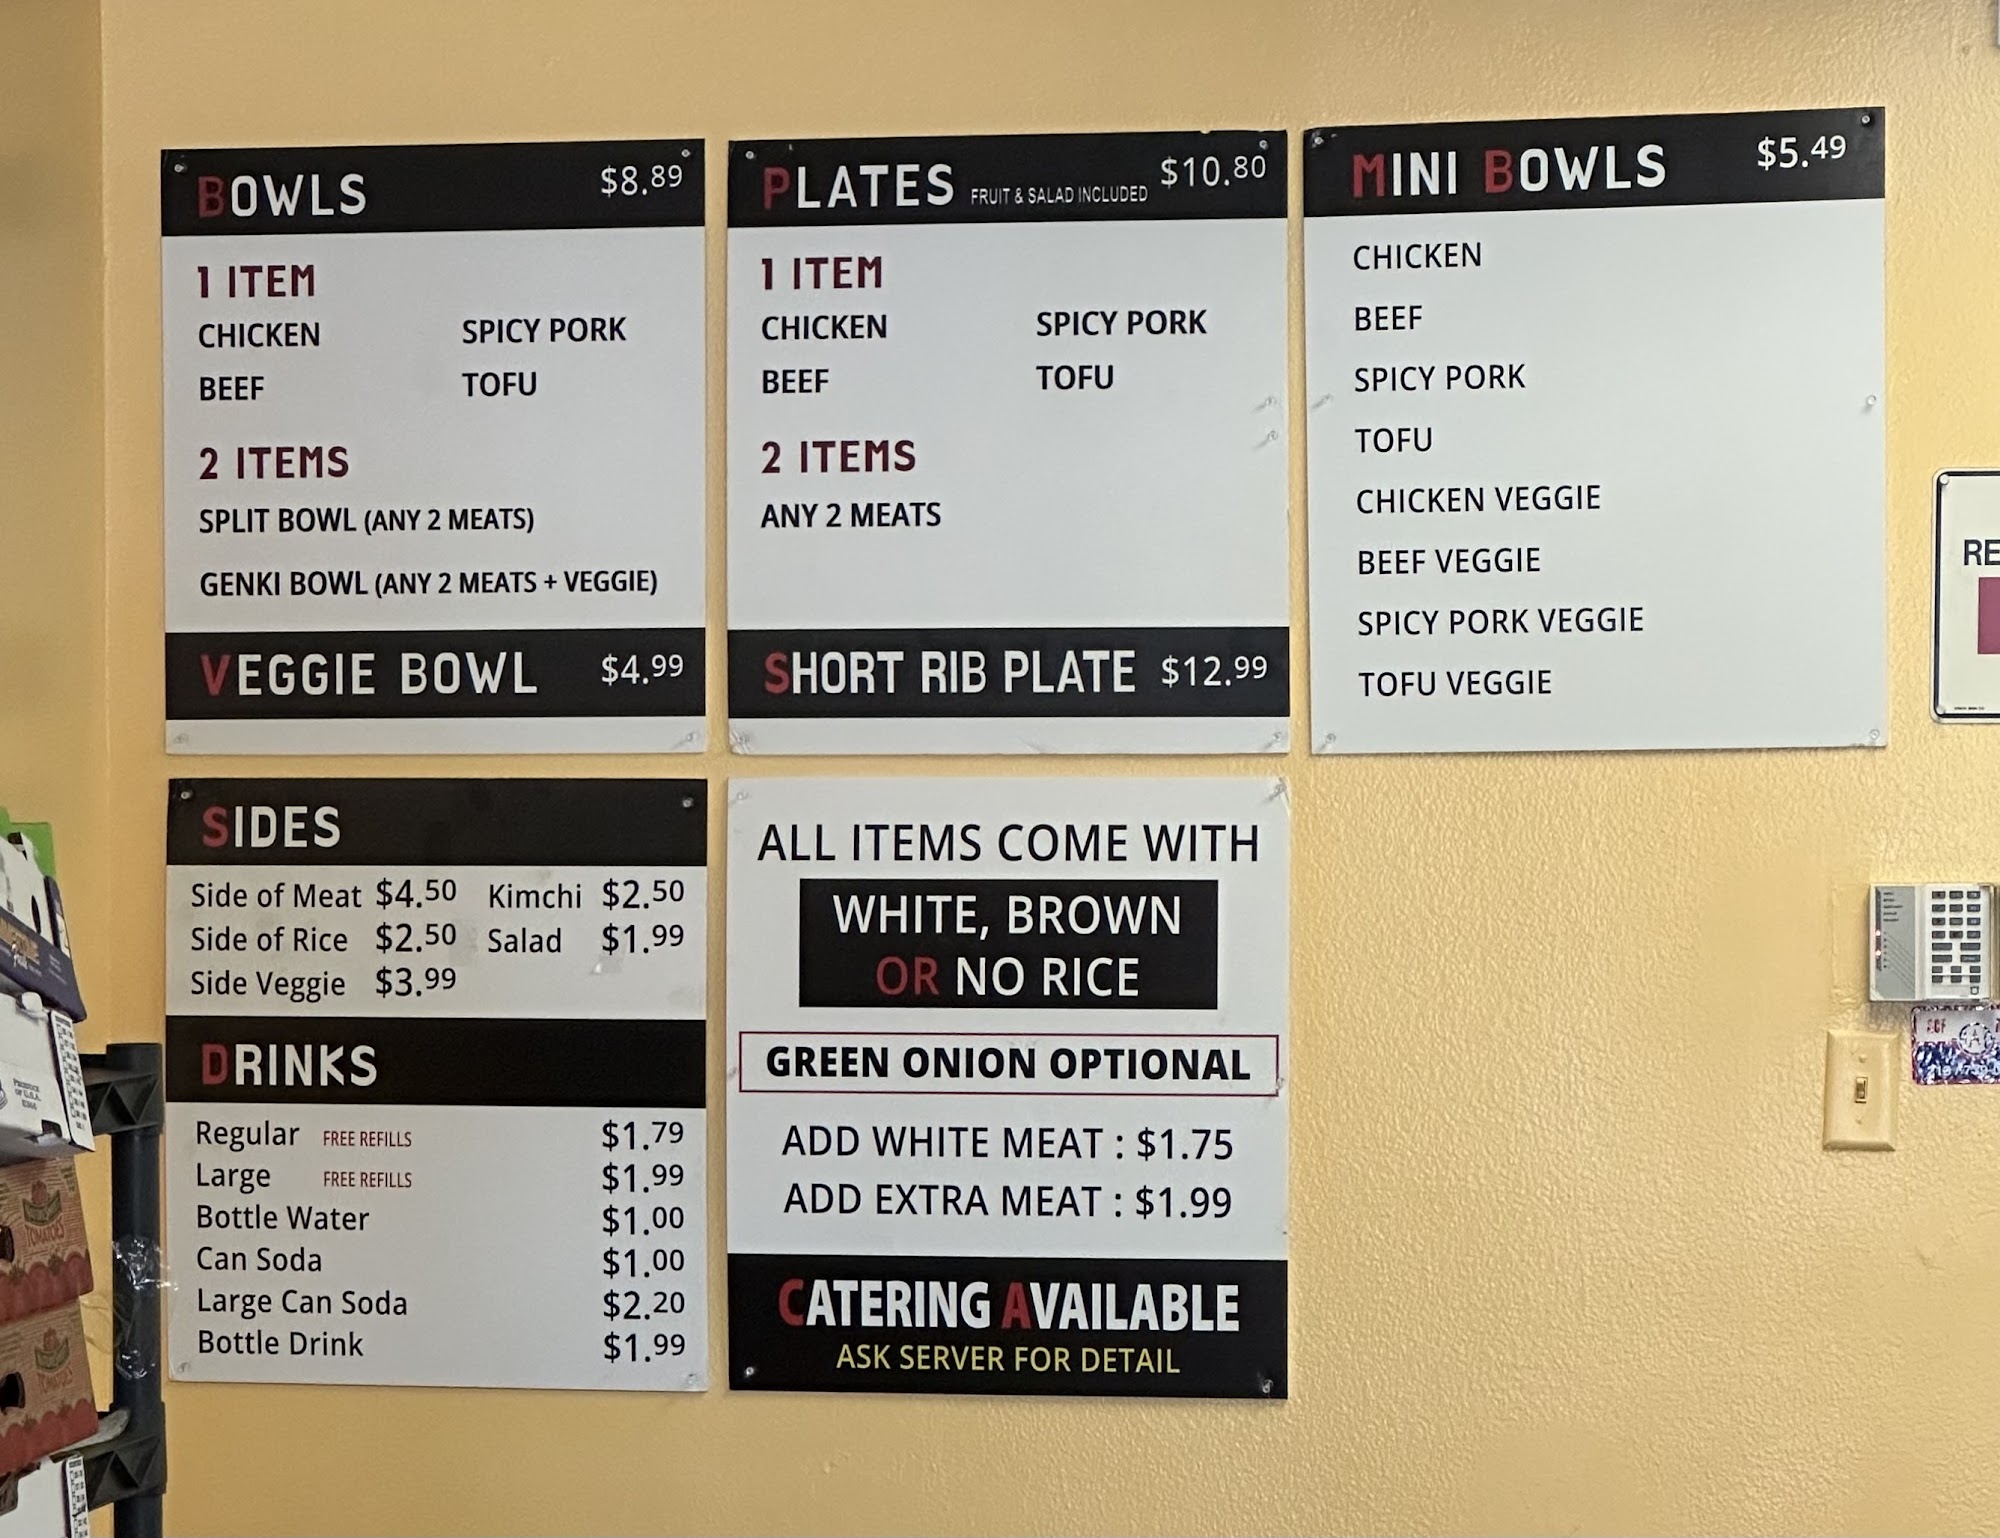 BOWLS $8.89
1 ITEM
CHICKEN SPICY PORK
BEEF TOFU
2 ITEMS
SPLIT BOWL (ANY 2 MEATS)
GENKI BOWL (ANY 2 MEATS + VEGGIE)
VEGGIE BOWL $4.99
PLATES FRUIT & SALAD INCLUDED $10.80
1 ITEM
CHICKEN SPICY PORK
BEEF TOFU
2 ITEMS
ANY 2 MEATS
SHORT RIB PLATE $12.99
MINI BOWLS $5.49
CHICKEN
BEEF
SPICY PORK
TOFU
CHICKEN VEGGIE
BEEF VEGGIE
SPICY PORK VEGGIE
TOFU VEGGIE
RE
SIDES
Side of Meat $4.50 Kimchi $2.50
Side of Rice $2.50 Salad $1.99
Side Veggie $3.99
DRINKS
Regular FREE REFILLS $1.79
Large FREE REFILLS $1.99
Bottle Water $1.00
Can Soda $1.00
Large Can Soda $2.20
Bottle Drink $1.99
ALL ITEMS COME WITH
WHITE, BROWN
OR NO RICE
GREEN ONION OPTIONAL
ADD WHITE MEAT : $1.75
ADD EXTRA MEAT : $1.99
CATERING AVAILABLE
ASK SERVER FOR DETAIL
PRODUCE
OF U.S.A.
TOMATOES
TOMATOES